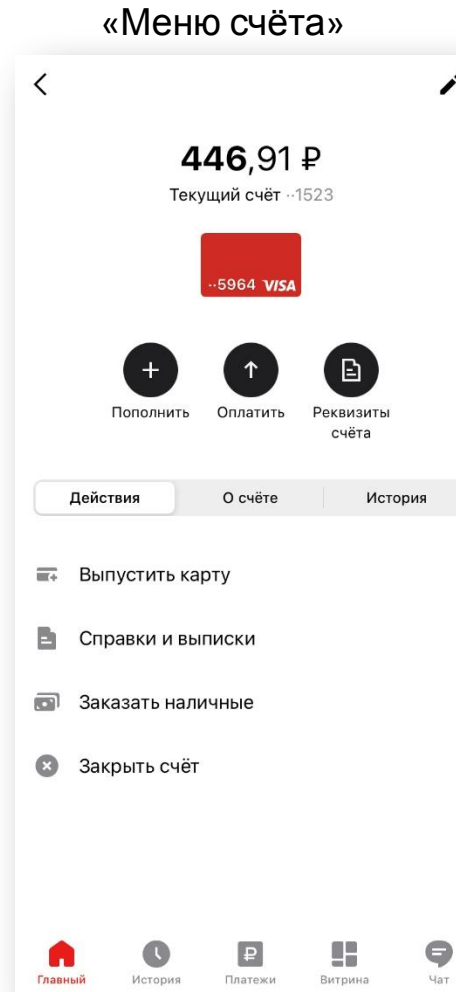 «Меню счёта»
446,91 ₽
Текущий счёт ··1523
··5964 VISA
Пополнить
Оплатить
Реквизиты
счёта
Действия
О счёте
История
Выпустить карту
Справки и выписки
Заказать наличные
Закрыть счёт
Главный
История
Платежи
Витрина
Чат